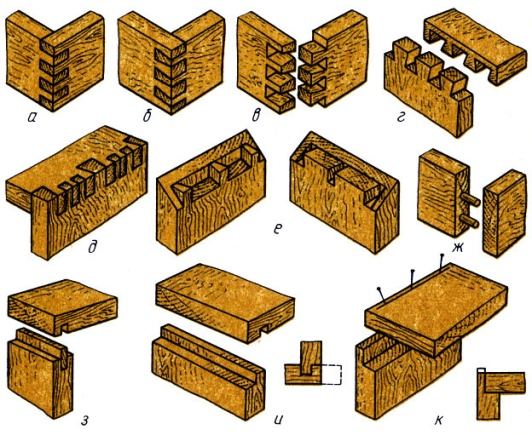 а б в г
д е ж
з и к